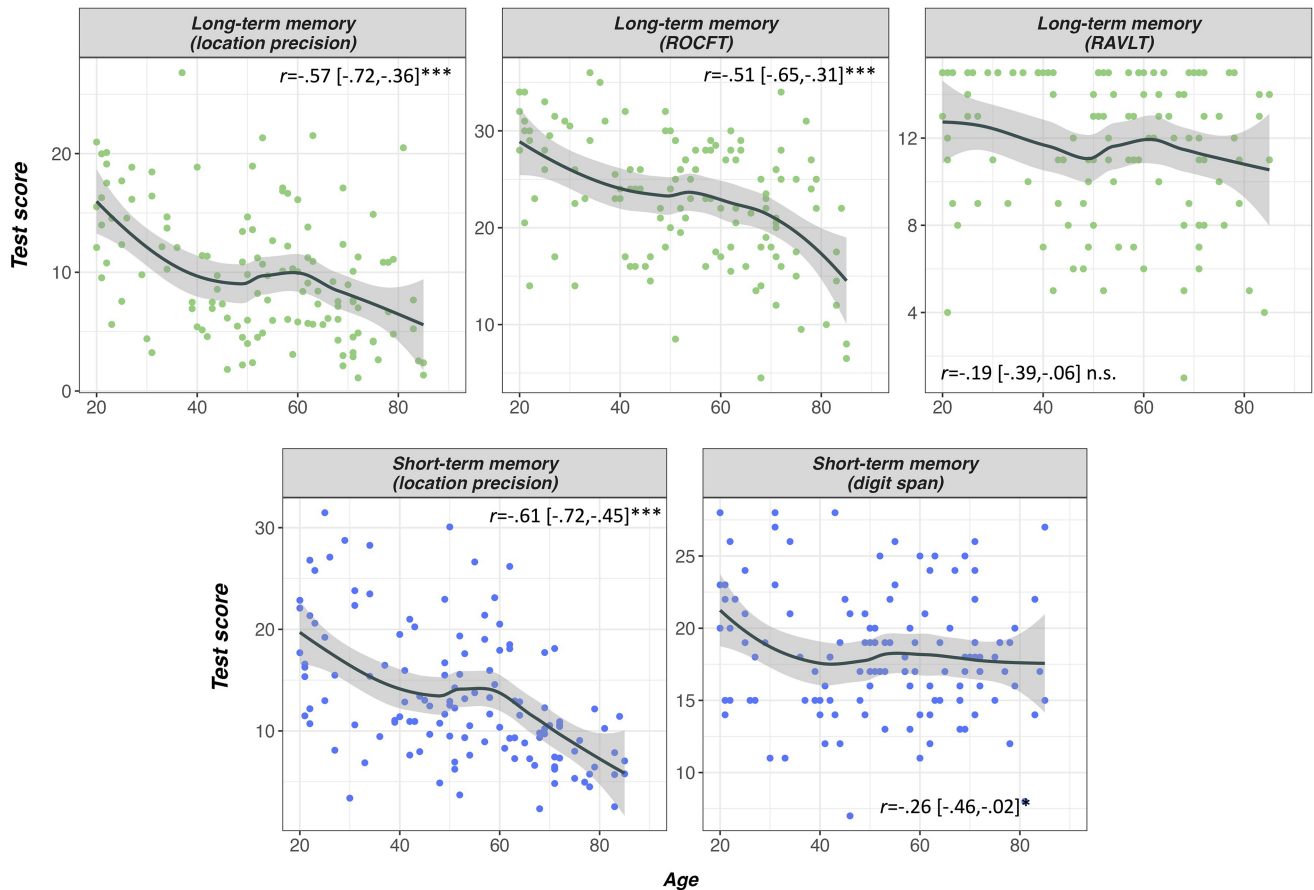 Long-term memory
(location precision)
Long-term memory
(ROCFT)
Long-term memory
(RAVLT)
r=-.57 [-.72,-.36]***
r=-.51 [-.65,-.31]***
r=-.19 [-.39,-.06] n.s.
Test score
20
10
0
30
20
10
12
8
4
20 40 60 80
20 40 60 80
20 40 60 80
Short-term memory
(location precision)
Short-term memory
(digit span)
r=-.61 [-.72,-.45]***
r=-.26 [-.46,-.02]*
Test score
30
20
10
25
20
15
10
20 40 60 80
20 40 60 80
Age